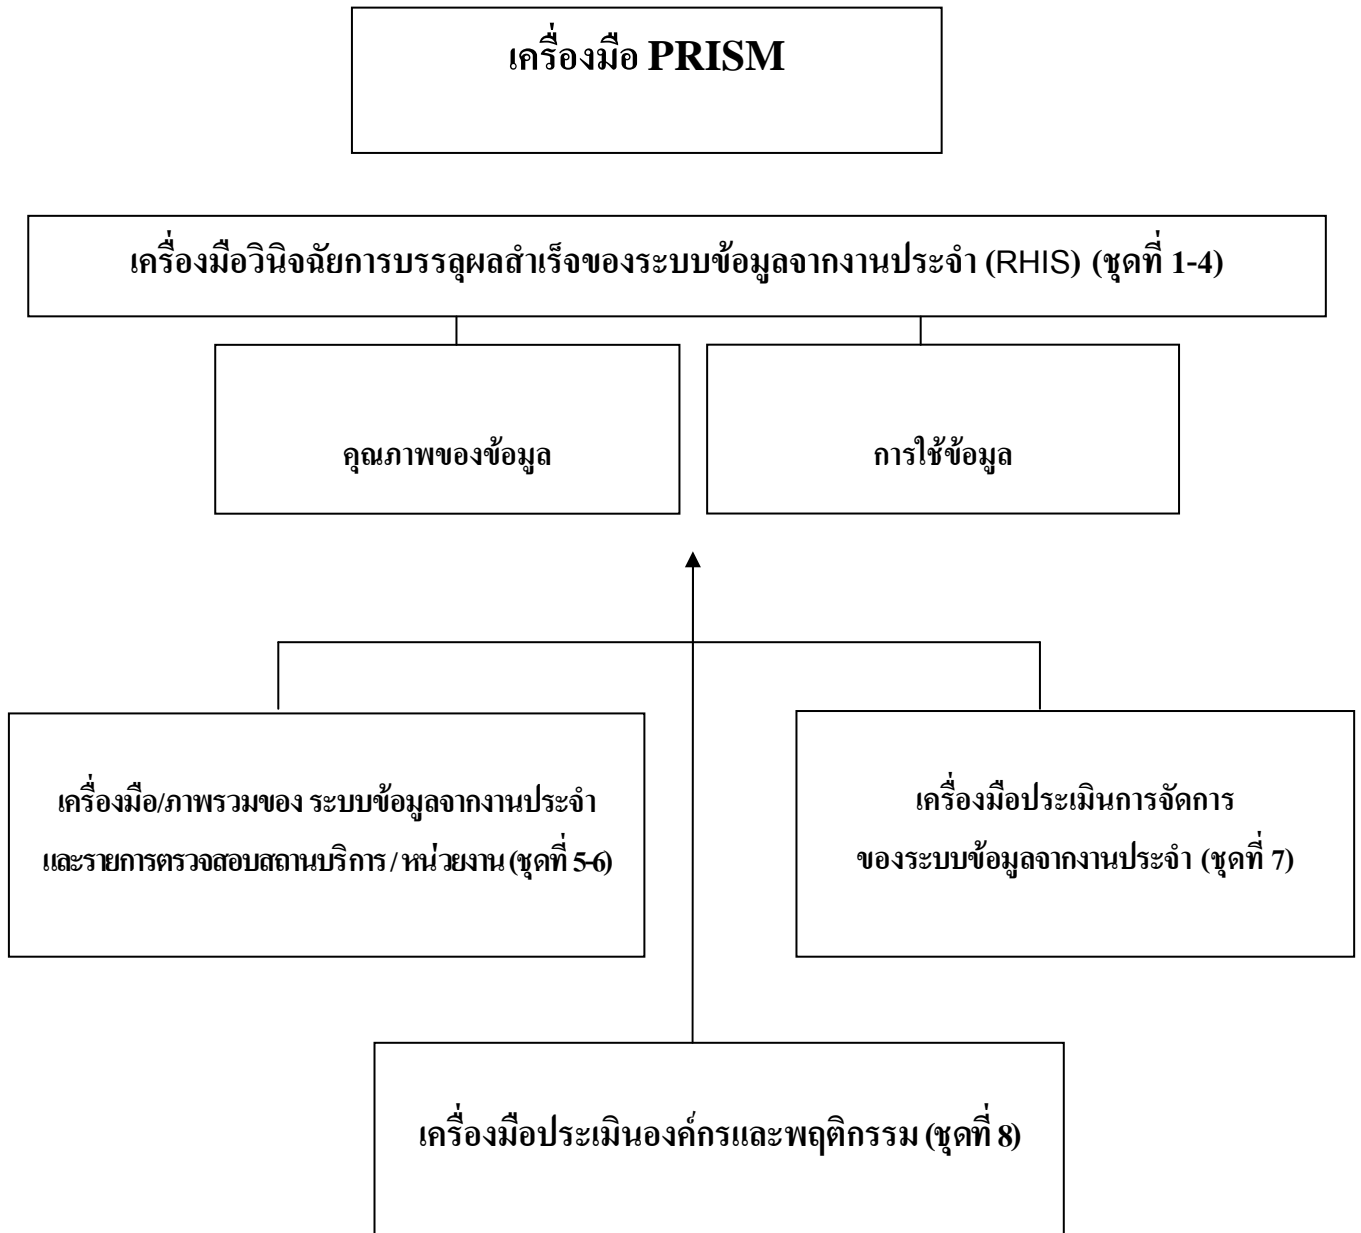 เครื่องมือ PRISM
เครื่องมือวินิจฉัยการบรรลุผลสำเร็จของระบบข้อมูลจากงานประจำ (RHIS) (ชุดที่ 1-4)
คุณภาพของข้อมูล
การใช้ข้อมูล
เครื่องมือ/ภาพรวมของ ระบบข้อมูลจากงานประจำ
และรายการตรวจสอบสถานบริการ / หน่วยงาน (ชุดที่ 5-6)
เครื่องมือประเมินการจัดการ
ของระบบข้อมูลจากงานประจำ (ชุดที่ 7)
เครื่องมือประเมินองค์กรและพฤติกรรม (ชุดที่ 8)